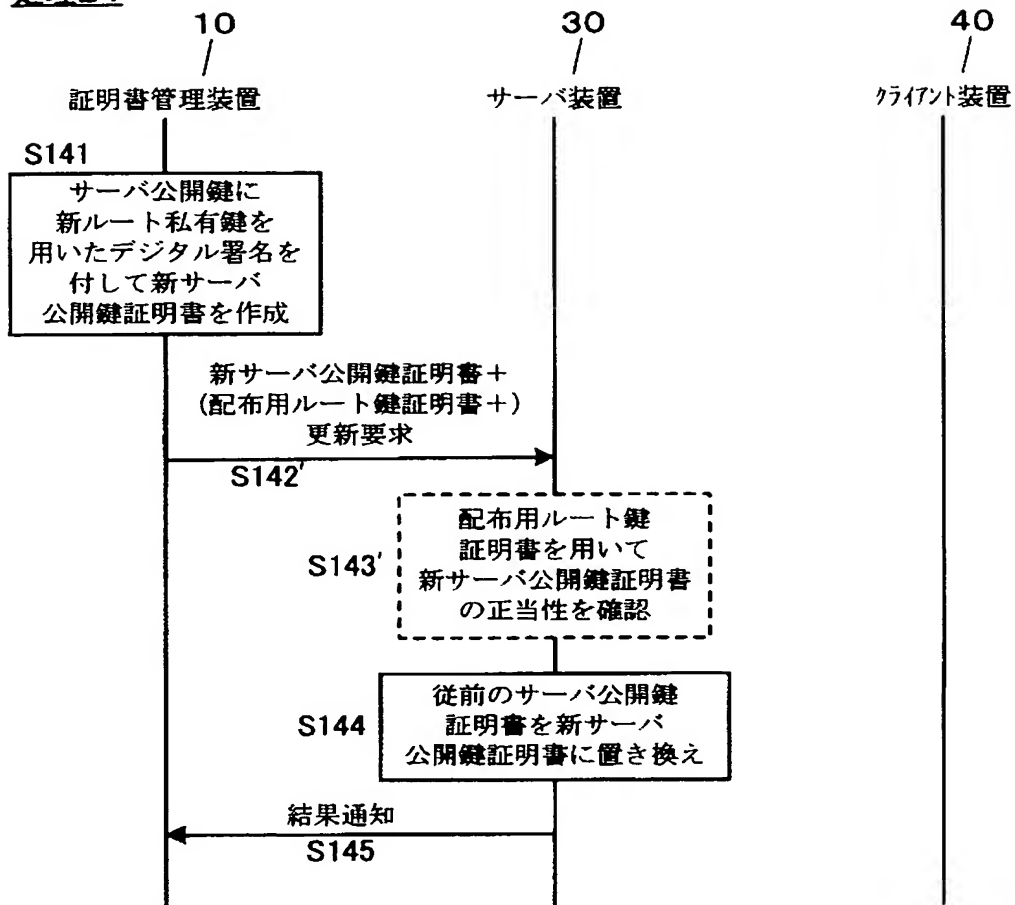 10
30
40
証明書管理装置
サーバ装置
クライアント装置
S141
サーバ公開鍵に
新ルート私有鍵を
用いたデジタル署名を
付して新サーバ
公開鍵証明書を作成
新サーバ公開鍵証明書+
(配布用ルート鍵証明書+)
更新要求
S142'
配布用ルート鍵
証明書を用いて
新サーバ公開鍵証明書
の正当性を確認
S143'
従前のサーバ公開鍵
証明書を新サーバ
公開鍵証明書に置き換え
S144
結果通知
S145